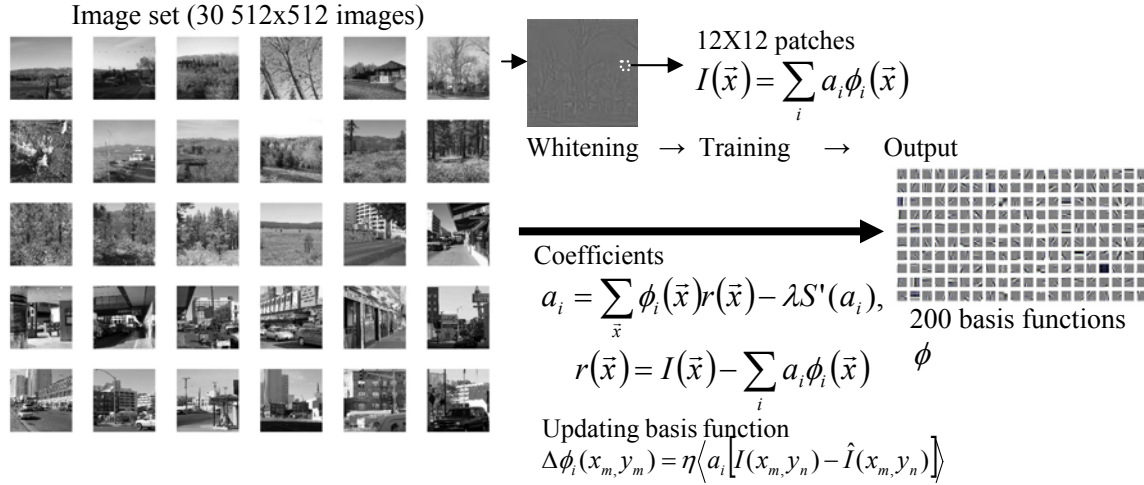 Image set (30 512x512 images)
12X12 patches
I(x⃗) = ∑_i a_i ϕ_i(x⃗)
Whitening → Training → Output
Coefficients
a_i = ∑_x⃗ ϕ_i(x⃗)r(x⃗) − λS'(a_i),
200 basis functions
ϕ
r(x⃗) = I(x⃗) − ∑_i a_i ϕ_i(x⃗)
Updating basis function
Δϕ_i(x_m,y_m) = η⟨a_i[I(x_m,y_n) − Î(x_m,y_n)]⟩